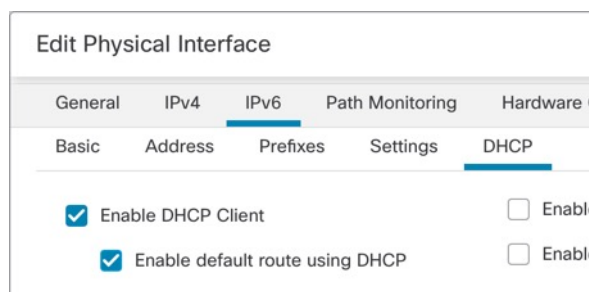 Edit Physical Interface
General IPv4 IPv6 Path Monitoring Hardware
Basic Address Prefixes Settings DHCP
Enable DHCP Client
Enable default route using DHCP